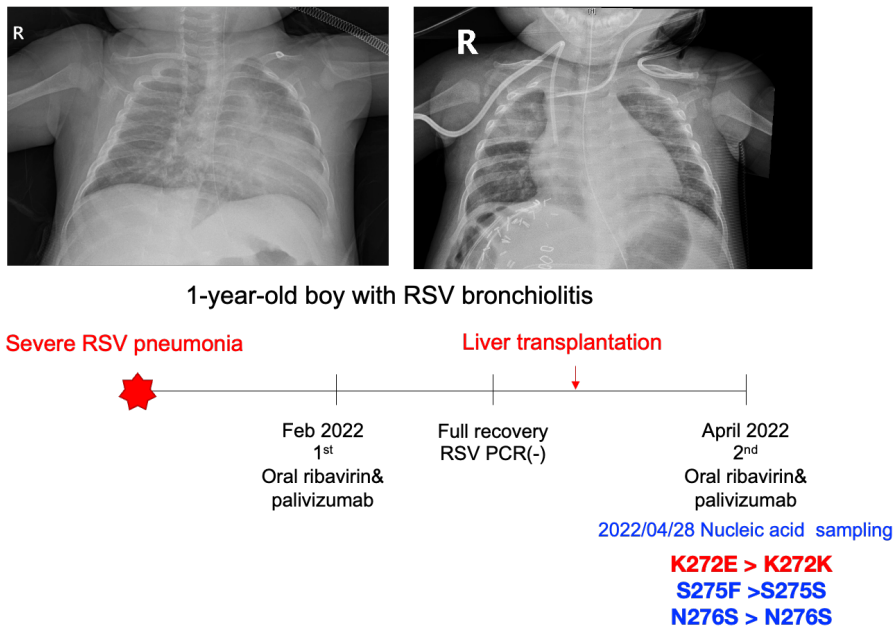 R
R
1-year-old boy with RSV bronchiolitis
Severe RSV pneumonia
Liver transplantation
Feb 2022
1st
Oral ribavirin&
palivizumab
Full recovery
RSV PCR(-)
April 2022
2nd
Oral ribavirin&
palivizumab
2022/04/28 Nucleic acid sampling
K272E > K272K
S275F >S275S
N276S > N276S